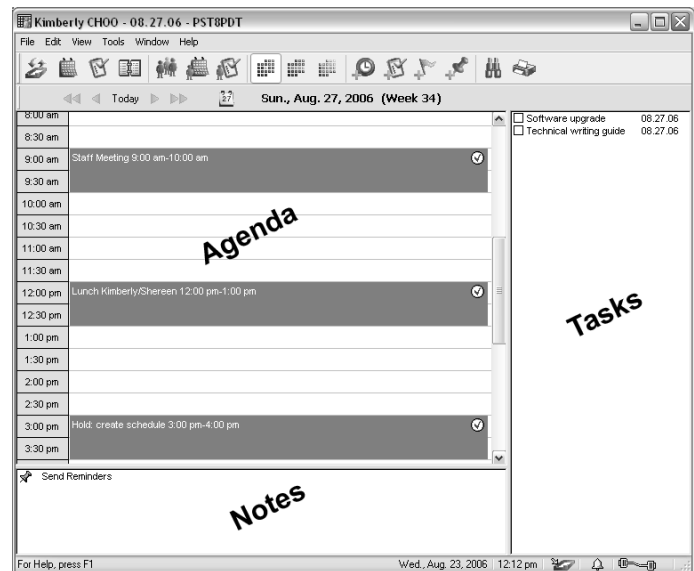 Kimberly CHOO - 08.27.06 - PST8PDT
File Edit View Tools Window Help
Today 27 Sun., Aug. 27, 2006 (Week 34)
8:00 am
8:30 am
9:00 am Staff Meeting 9:00 am-10:00 am
9:30 am
10:00 am
10:30 am
11:00 am
11:30 am
12:00 pm Lunch Kimberly/Shereen 12:00 pm-1:00 pm
12:30 pm
1:00 pm
1:30 pm
2:00 pm
2:30 pm
3:00 pm Hold: create schedule 3:00 pm-4:00 pm
3:30 pm
Agenda
Software upgrade 08.27.06
Technical writing guide 08.27.06
Tasks
Send Reminders
Notes
For Help, press F1 Wed., Aug. 23, 2006 12:12 pm